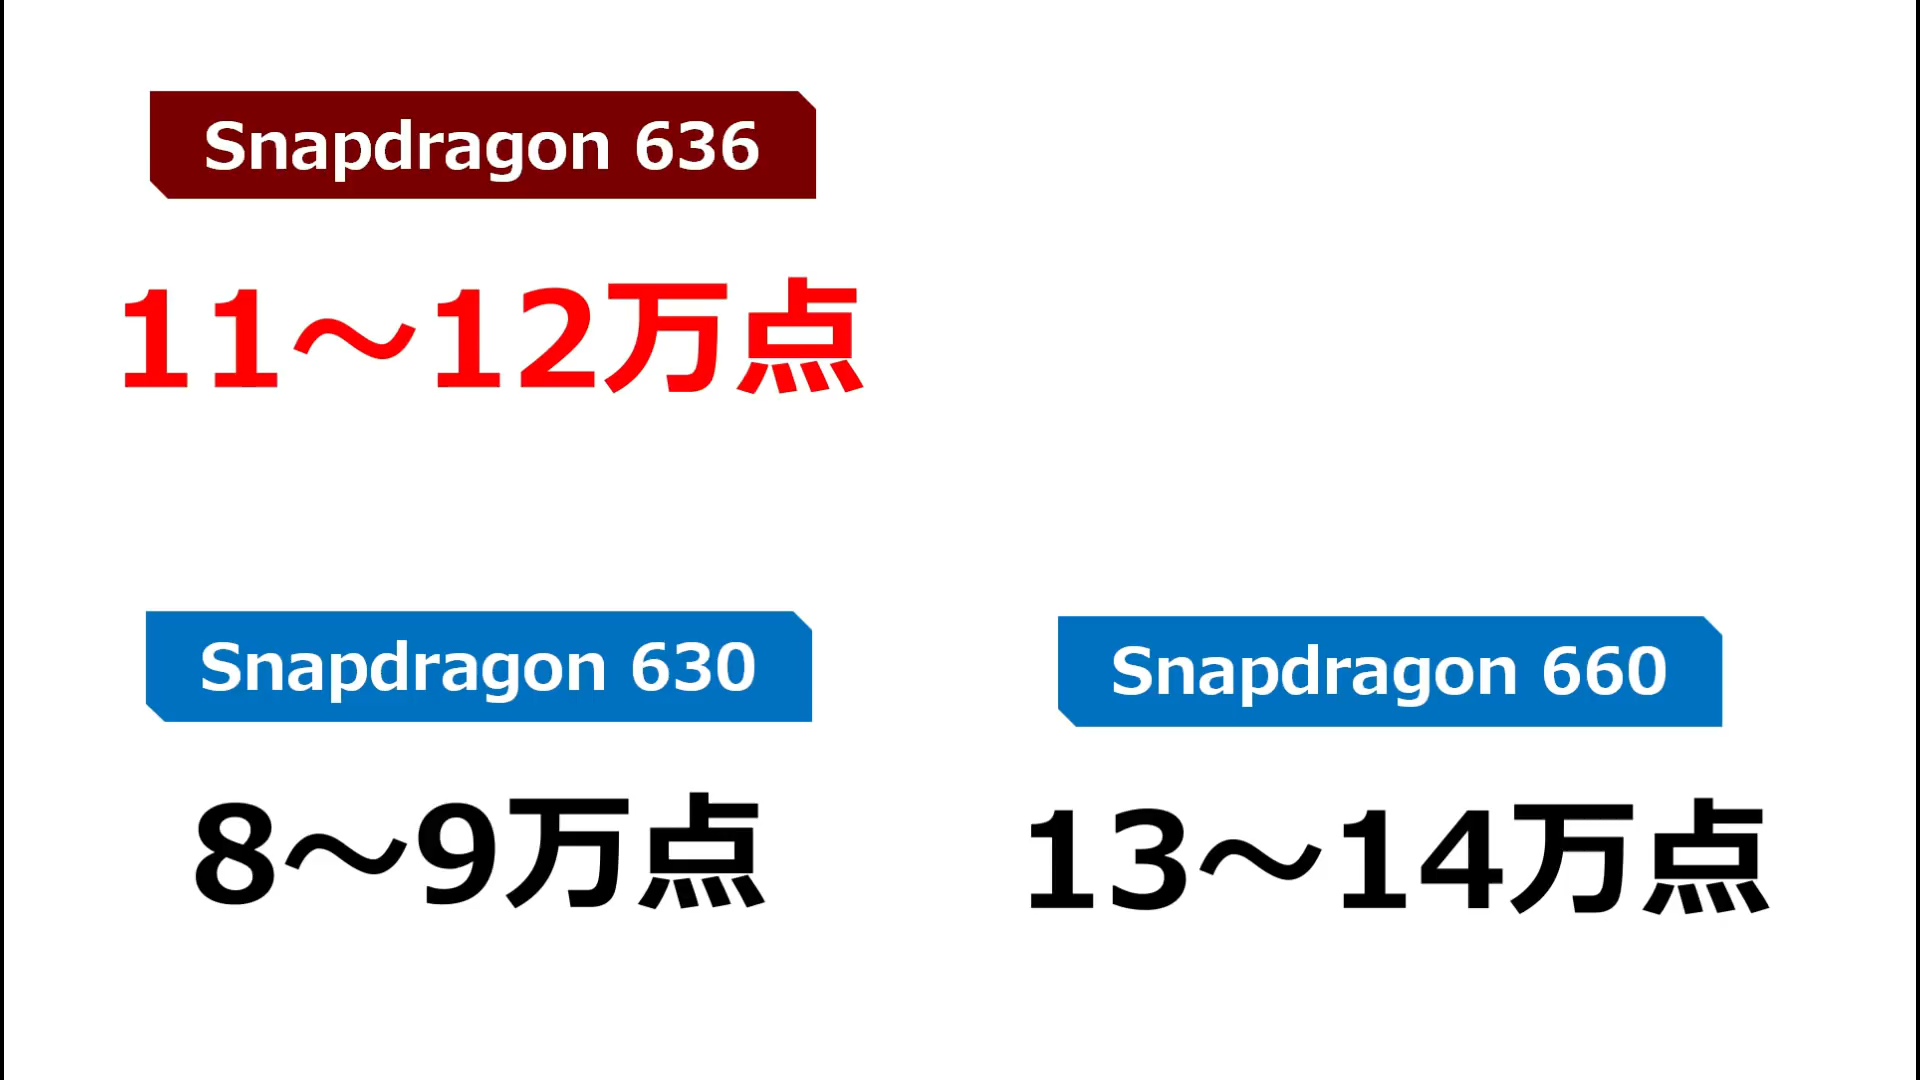 Snapdragon 636
11～12万点
Snapdragon 630
8～9万点
Snapdragon 660
13～14万点